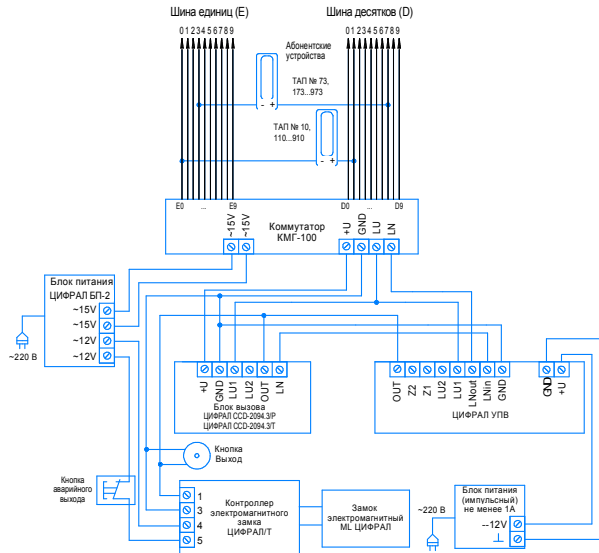 Шина единиц (E)
Шина десятков (D)
0 1 2 3 4 5 6 7 8 9
0 1 2 3 4 5 6 7 8 9
Абонентские
устройства
ТАП № 73,
173...973
- +
ТАП № 10,
110...910
- +
E0 ... E9
D0 ... D9
~15V
~15V
Коммутатор
КМГ-100
+U
GND
LU
LN
Блок питания
ЦИФРАЛ БП-2
~15V
~15V
~12V
~12V
~220 В
+U
GND
LU1
LU2
OUT
LN
Блок вызова
ЦИФРАЛ CCD-2094.3/P
ЦИФРАЛ CCD-2094.3/T
OUT
Z2
Z1
LU2
LU1
LNout
LNin
GND
GND
+U
ЦИФРАЛ УПВ
Кнопка
Выход
Кнопка
аварийного
выхода
1
3
4
5
Контроллер
электромагнитного
замка
ЦИФРАЛ/Т
Замок
электромагнитный
ML ЦИФРАЛ
~220 В
Блок питания
(импульсный)
не менее 1А
--12V
⊥